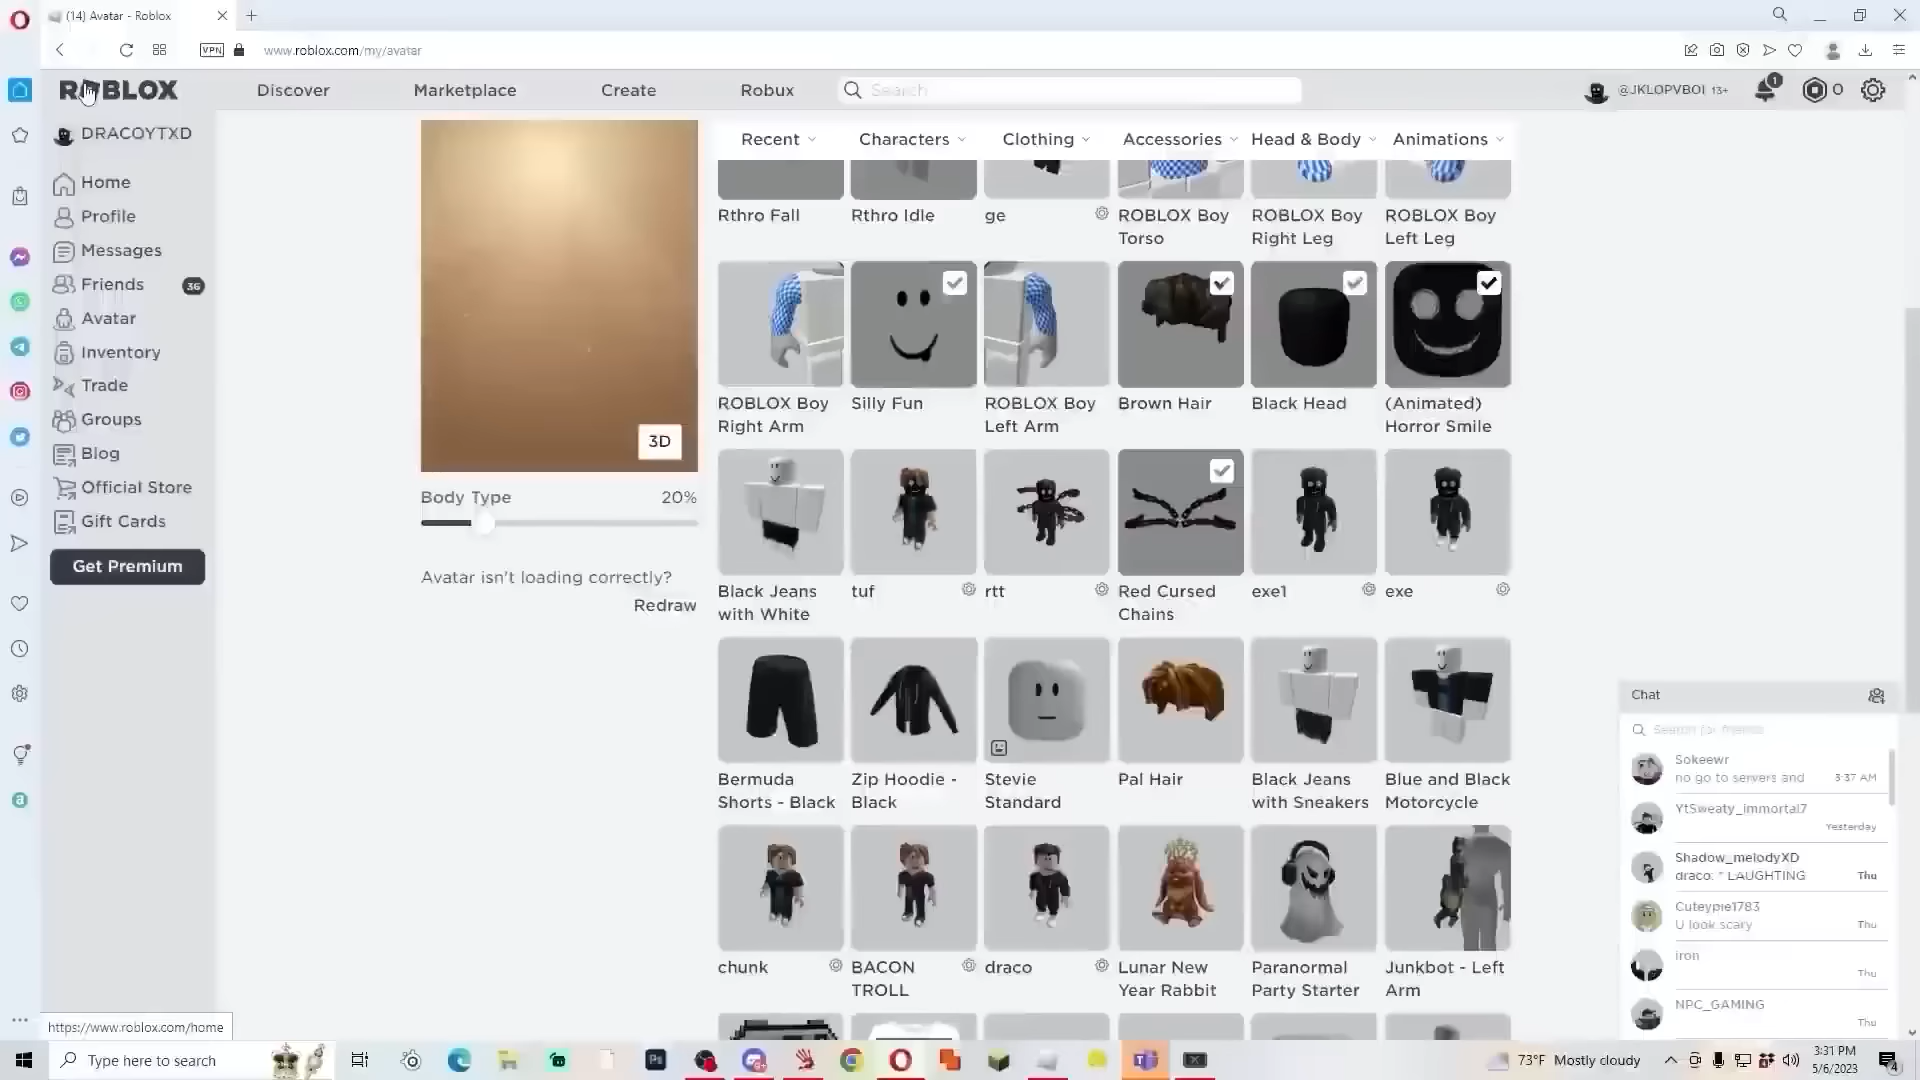 (14) Avatar - Roblox
VPN
www.roblox.com/my/avatar
ROBLOX
Discover
Marketplace
Create
Robux
Search
@JKLOPVBOI 13+
1
0
DRACOYTXD
Home
Profile
Messages
Friends
36
Avatar
Inventory
Trade
Groups
Blog
Official Store
Gift Cards
Get Premium
3D
Body Type
20%
Avatar isn't loading correctly?
Redraw
Recent
Characters
Clothing
Accessories
Head & Body
Animations
Rthro Fall
Rthro Idle
ge
ROBLOX Boy
Torso
ROBLOX Boy
Right Leg
ROBLOX Boy
Left Leg
ROBLOX Boy
Right Arm
Silly Fun
ROBLOX Boy
Left Arm
Brown Hair
Black Head
(Animated)
Horror Smile
Black Jeans
with White
tuf
rtt
Red Cursed
Chains
exe1
exe
Bermuda
Shorts - Black
Zip Hoodie -
Black
Stevie
Standard
Pal Hair
Black Jeans
with Sneakers
Blue and Black
Motorcycle
chunk
BACON
TROLL
draco
Lunar New
Year Rabbit
Paranormal
Party Starter
Junkbot - Left
Arm
Chat
Search for friends
Sokeewr
no go to servers and
3:37 AM
YtSweaty_immortal7
Yesterday
Shadow_melodyXD
draco: " LAUGHTING
Thu
Cuteypie1783
U look scary
Thu
iron
Thu
NPC_GAMING
Thu
https://www.roblox.com/home
Type here to search
73°F Mostly cloudy
3:31 PM
5/6/2023
4